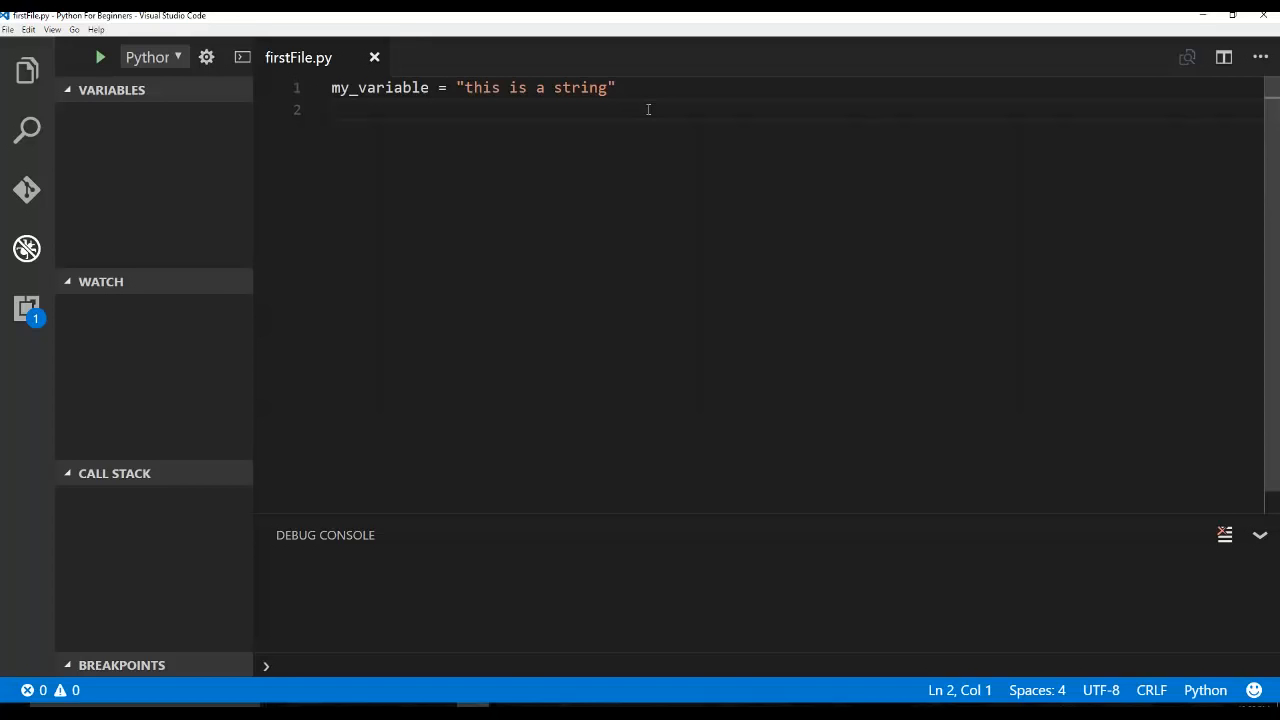 firstFile.py - Python For Beginners - Visual Studio Code
File Edit View Go Help
Python
firstFile.py
VARIABLES
1 my_variable = "this is a string"
2
WATCH
CALL STACK
1
DEBUG CONSOLE
BREAKPOINTS
0 0 Ln 2, Col 1 Spaces: 4 UTF-8 CRLF Python